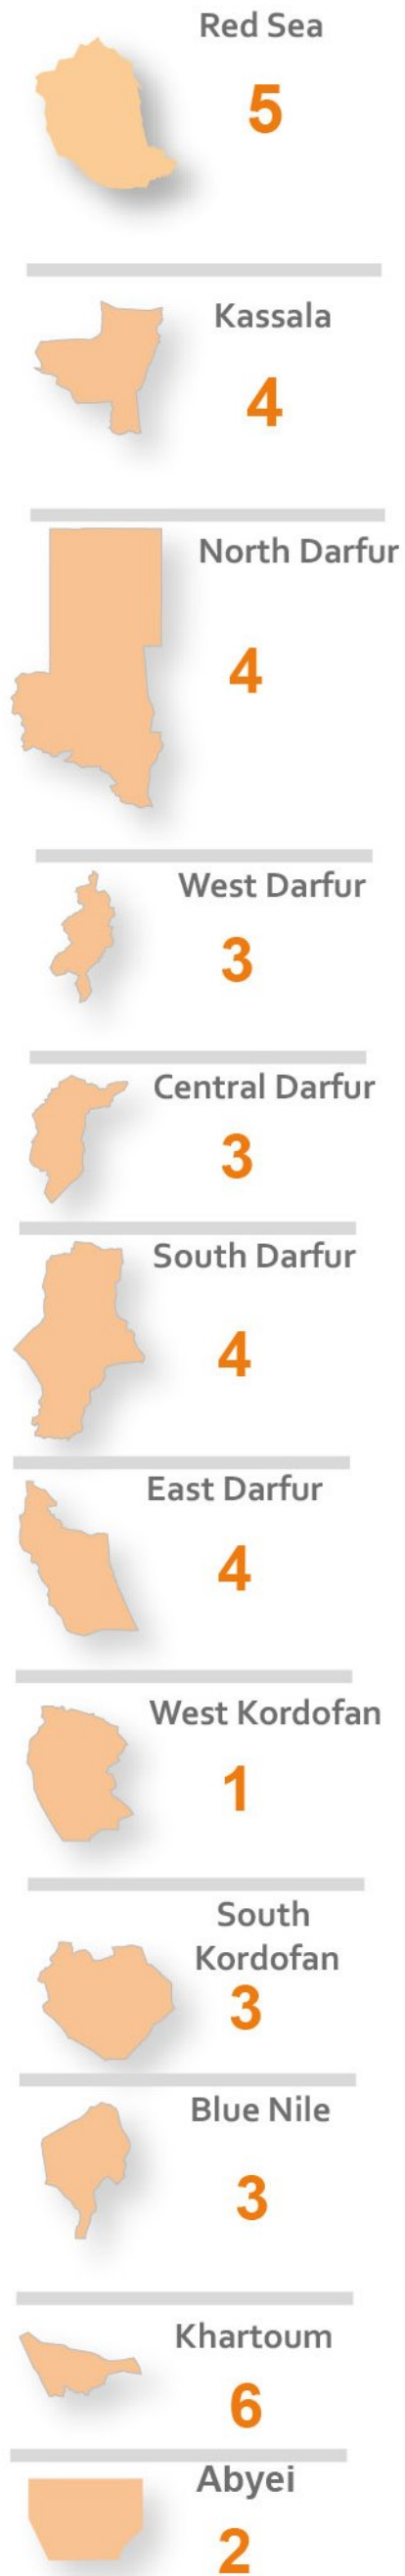 Red Sea
5
Kassala
4
North Darfur
4
West Darfur
3
Central Darfur
3
South Darfur
4
East Darfur
4
West Kordofan
1
South
Kordofan
3
Blue Nile
3
Khartoum
6
Abyei
2